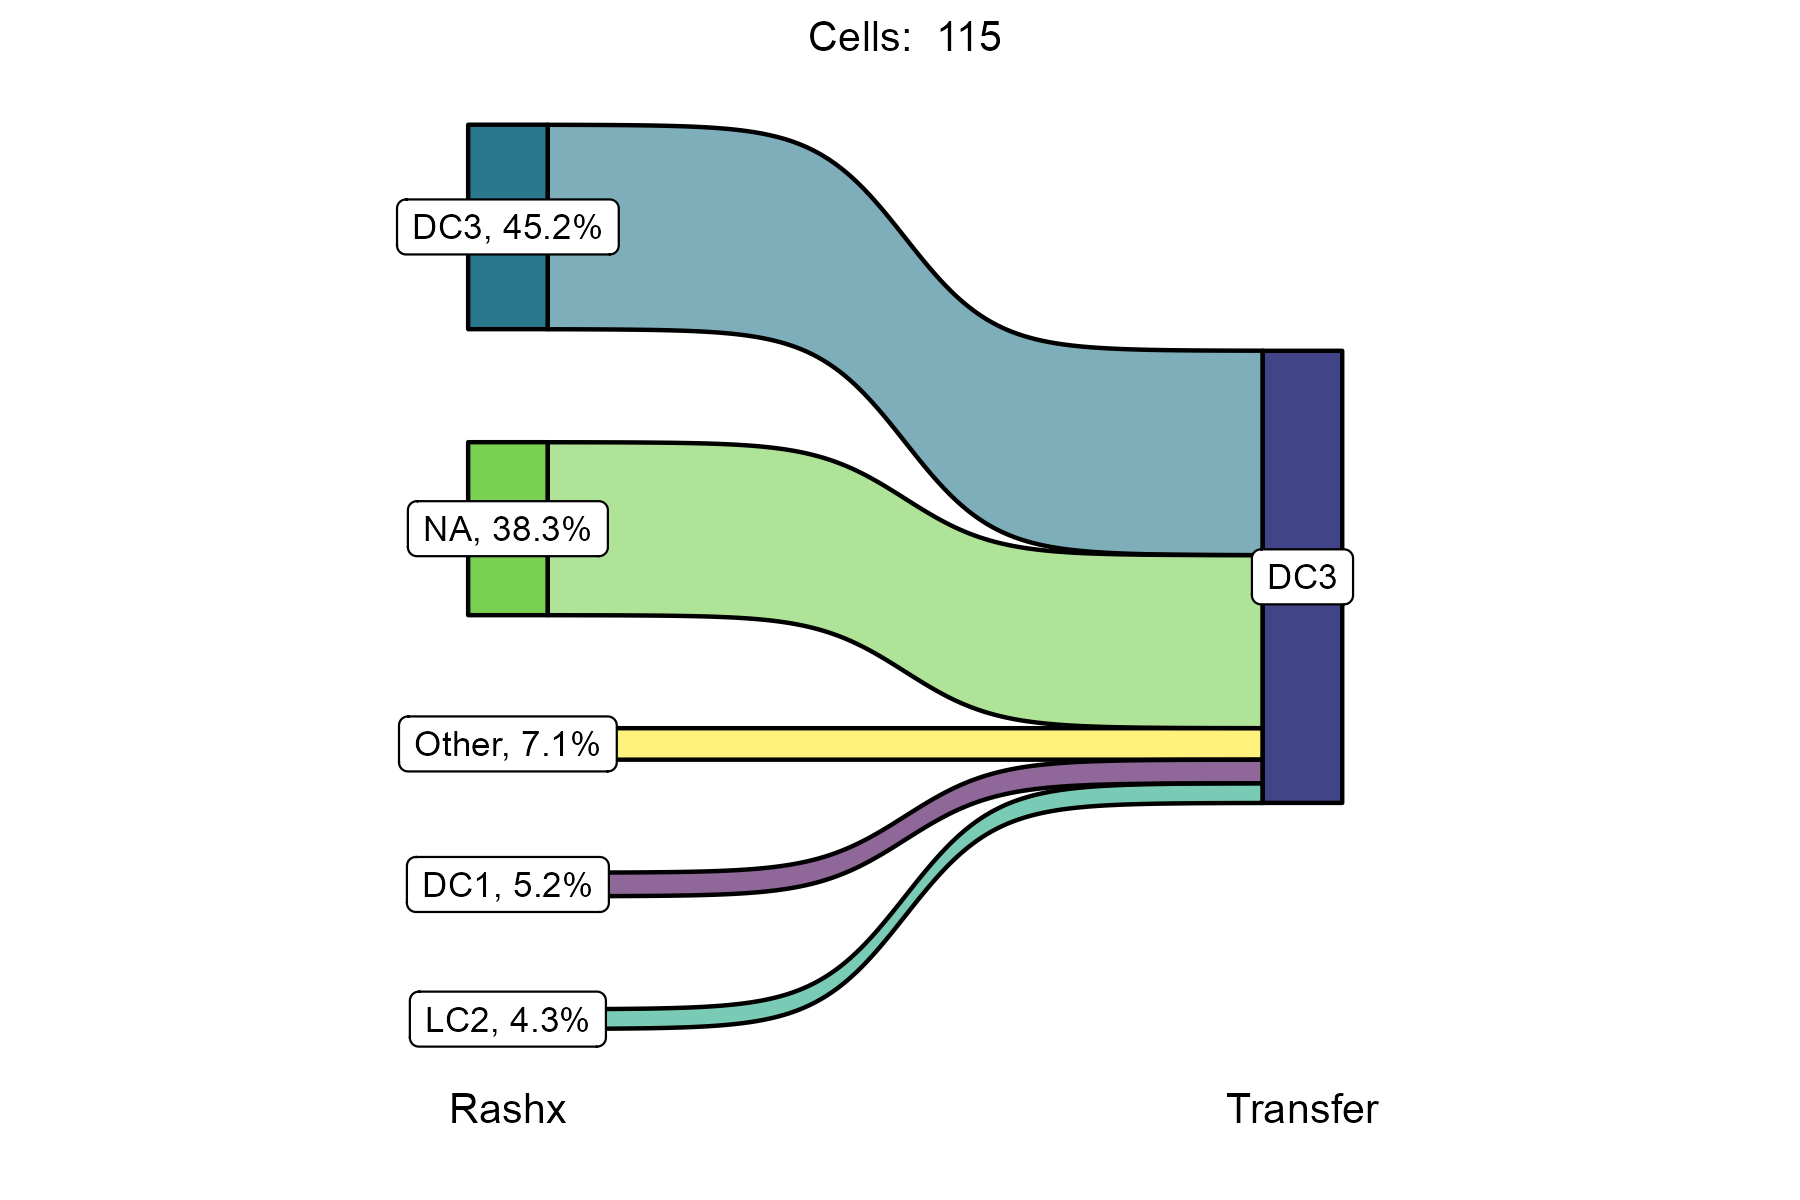 Cells:  115
DC3, 45.2%
NA, 38.3%
DC3
Other, 7.1%
DC1, 5.2%
LC2, 4.3%
Rashx
Transfer